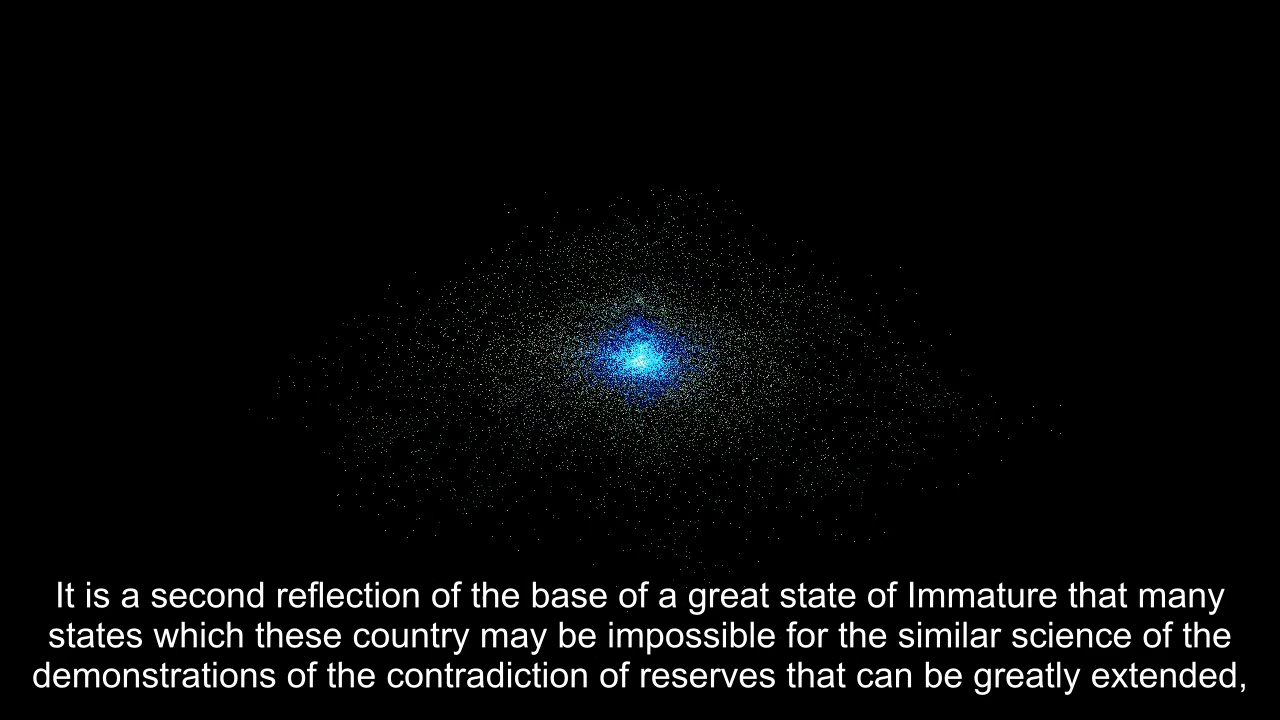 It is a second reflection of the base of a great state of Immature that many
states which these country may be impossible for the similar science of the
demonstrations of the contradiction of reserves that can be greatly extended,